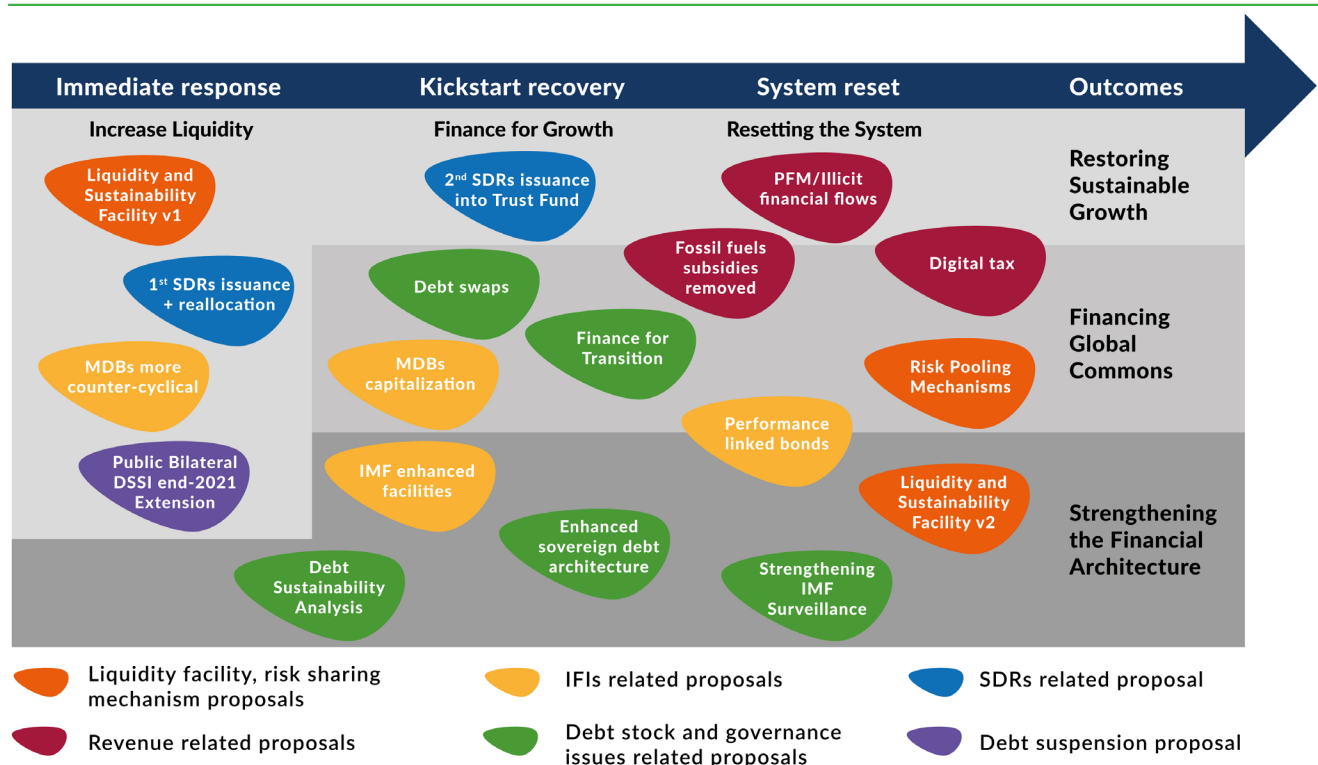 Immediate response
Kickstart recovery
System reset
Outcomes
Increase Liquidity
Finance for Growth
Resetting the System
Liquidity and
Sustainability
Facility v1
1st SDRs issuance
+ reallocation
MDBs more
counter-cyclical
Public Bilateral
DSSI end-2021
Extension
Debt
Sustainability
Analysis
2nd SDRs issuance
into Trust Fund
Debt swaps
Finance for
Transition
MDBs
capitalization
IMF enhanced
facilities
Enhanced
sovereign debt
architecture
PFM/Illicit
financial flows
Fossil fuels
subsidies
removed
Digital tax
Risk Pooling
Mechanisms
Performance
linked bonds
Liquidity and
Sustainability
Facility v2
Strengthening
IMF
Surveillance
Restoring
Sustainable
Growth
Financing
Global
Commons
Strengthening
the Financial
Architecture
Liquidity facility, risk sharing
mechanism proposals
IFIs related proposals
SDRs related proposal
Revenue related proposals
Debt stock and governance
issues related proposals
Debt suspension proposal